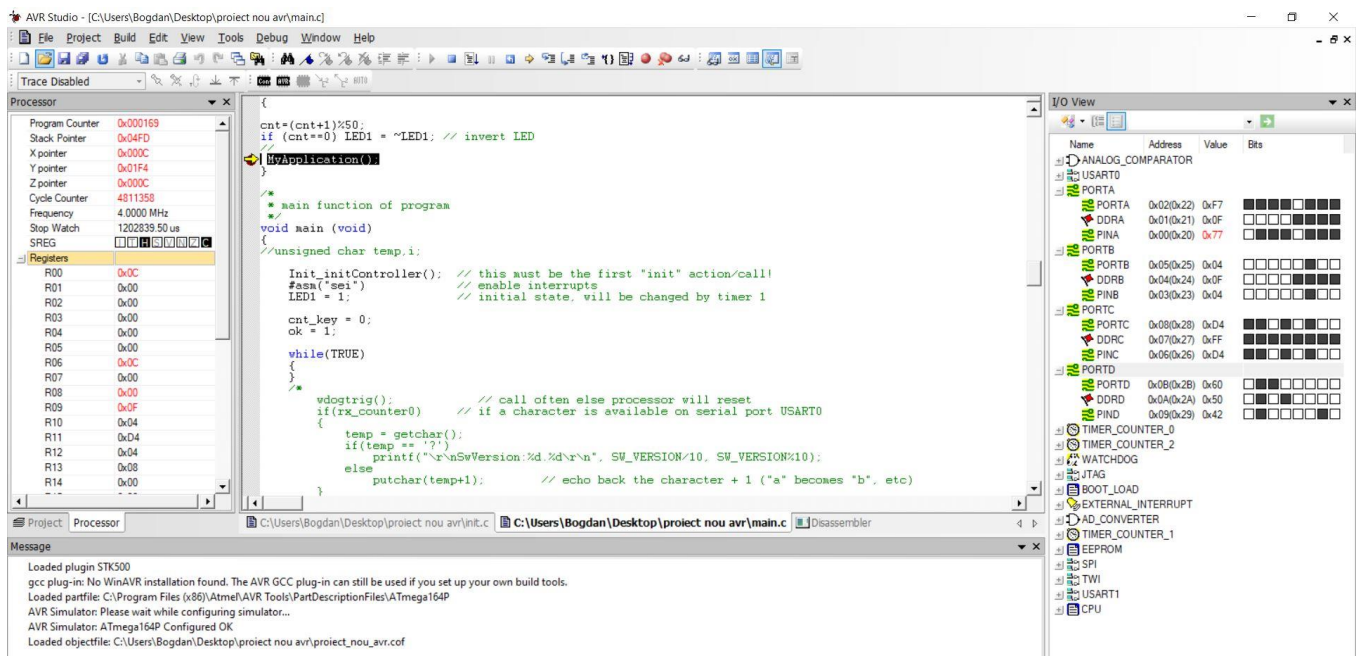 AVR Studio - [C:\Users\Bogdan\Desktop\proiect nou avr\main.c]
File Project Build Edit View Tools Debug Window Help
Trace Disabled
Con AVR AUTO
Processor
Program Counter 0x000169
Stack Pointer 0x04FD
X pointer 0x000C
Y pointer 0x01F4
Z pointer 0x000C
Cycle Counter 4811358
Frequency 4.0000 MHz
Stop Watch 1202839.50 us
SREG I T H S V N Z C
Registers
R00 0x0C
R01 0x00
R02 0x00
R03 0x00
R04 0x00
R05 0x00
R06 0x0C
R07 0x00
R08 0x00
R09 0x0F
R10 0x04
R11 0xD4
R12 0x04
R13 0x08
R14 0x00
Project Processor
{
cnt=(cnt+1)%50;
if (cnt==0) LED1 = ~LED1; // invert LED
//
MyApplication();
}
/*
* main function of program
*/
void main (void)
{
//unsigned char temp,i;
Init_initController(); // this must be the first "init" action/call!
#asm("sei") // enable interrupts
LED1 = 1; // initial state, will be changed by timer 1
cnt_key = 0;
ok = 1;
while(TRUE)
{
}
/*
wdogtrig(); // call often else processor will reset
if(rx_counter0) // if a character is available on serial port USART0
{
temp = getchar();
if(temp == '?')
printf("\r\nSwVersion:%d.%d\r\n", SW_VERSION/10, SW_VERSION%10);
else
putchar(temp+1); // echo back the character + 1 ("a" becomes "b", etc)
}
C:\Users\Bogdan\Desktop\proiect nou avr\init.c C:\Users\Bogdan\Desktop\proiect nou avr\main.c Disassembler
I/O View
Name Address Value Bits
ANALOG_COMPARATOR
USART0
PORTA
PORTA 0x02(0x22) 0xF7
DDRA 0x01(0x21) 0x0F
PINA 0x00(0x20) 0x77
PORTB
PORTB 0x05(0x25) 0x04
DDRB 0x04(0x24) 0x0F
PINB 0x03(0x23) 0x04
PORTC
PORTC 0x08(0x28) 0xD4
DDRC 0x07(0x27) 0xFF
PINC 0x06(0x26) 0xD4
PORTD
PORTD 0x0B(0x2B) 0x60
DDRD 0x0A(0x2A) 0x50
PIND 0x09(0x29) 0x42
TIMER_COUNTER_0
TIMER_COUNTER_2
WATCHDOG
JTAG
BOOT_LOAD
EXTERNAL_INTERRUPT
AD_CONVERTER
TIMER_COUNTER_1
EEPROM
SPI
TWI
USART1
CPU
Message
Loaded plugin STK500
gcc plug-in: No WinAVR installation found. The AVR GCC plug-in can still be used if you set up your own build tools.
Loaded partfile: C:\Program Files (x86)\Atmel\AVR Tools\PartDescriptionFiles\ATmega164P
AVR Simulator: Please wait while configuring simulator...
AVR Simulator: ATmega164P Configured OK
Loaded objectfile: C:\Users\Bogdan\Desktop\proiect nou avr\proiect_nou_avr.cof